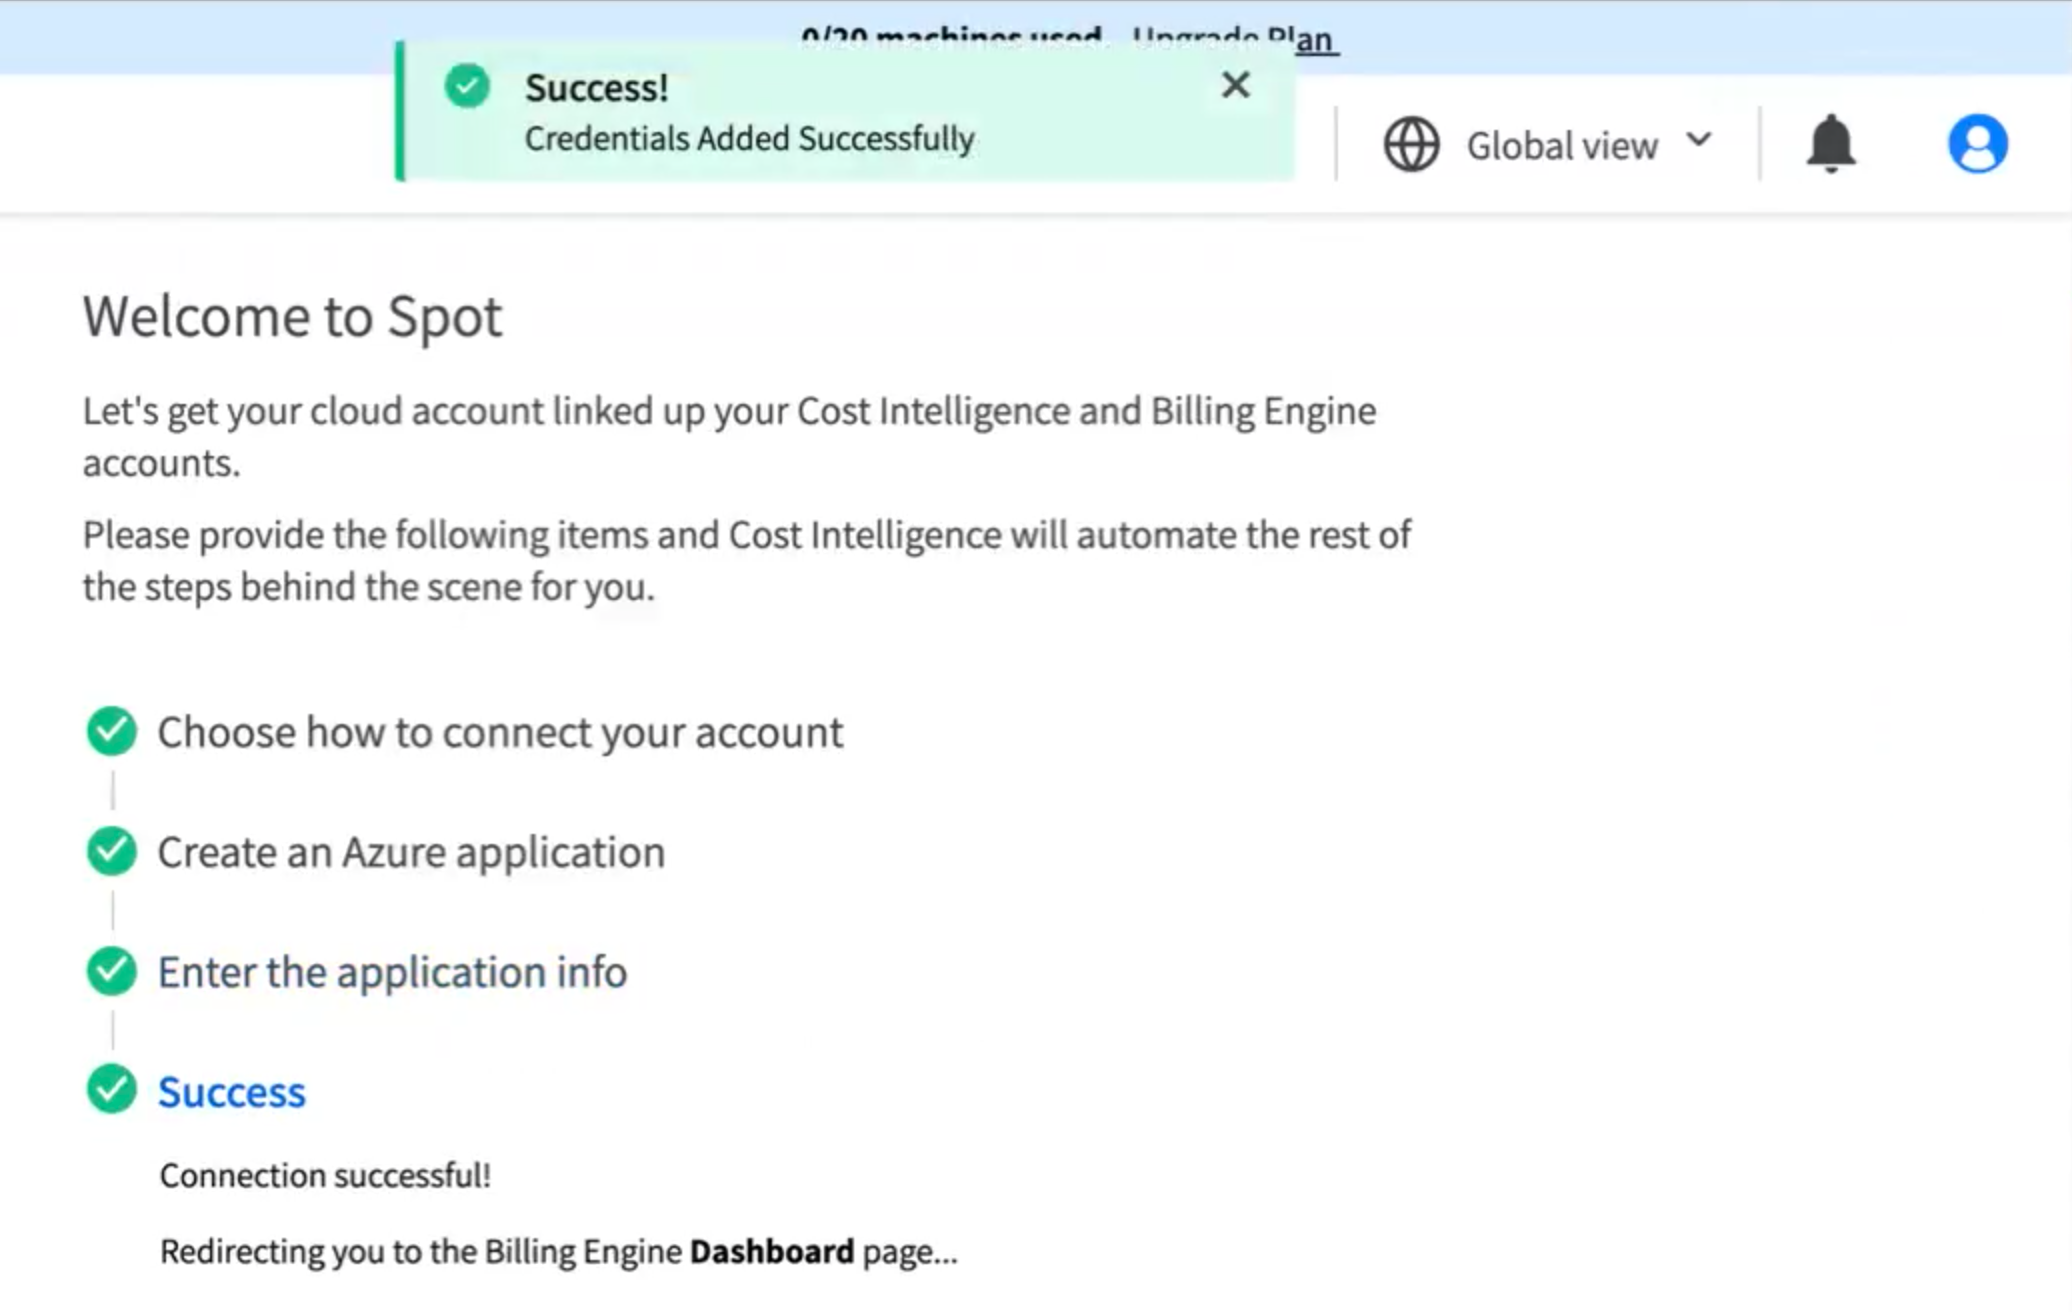 0/20 machines used. Upgrade Plan
Success!
Credentials Added Successfully
Global view
Welcome to Spot
Let's get your cloud account linked up your Cost Intelligence and Billing Engine
accounts.
Please provide the following items and Cost Intelligence will automate the rest of
the steps behind the scene for you.
Choose how to connect your account
Create an Azure application
Enter the application info
Success
Connection successful!
Redirecting you to the Billing Engine Dashboard page...